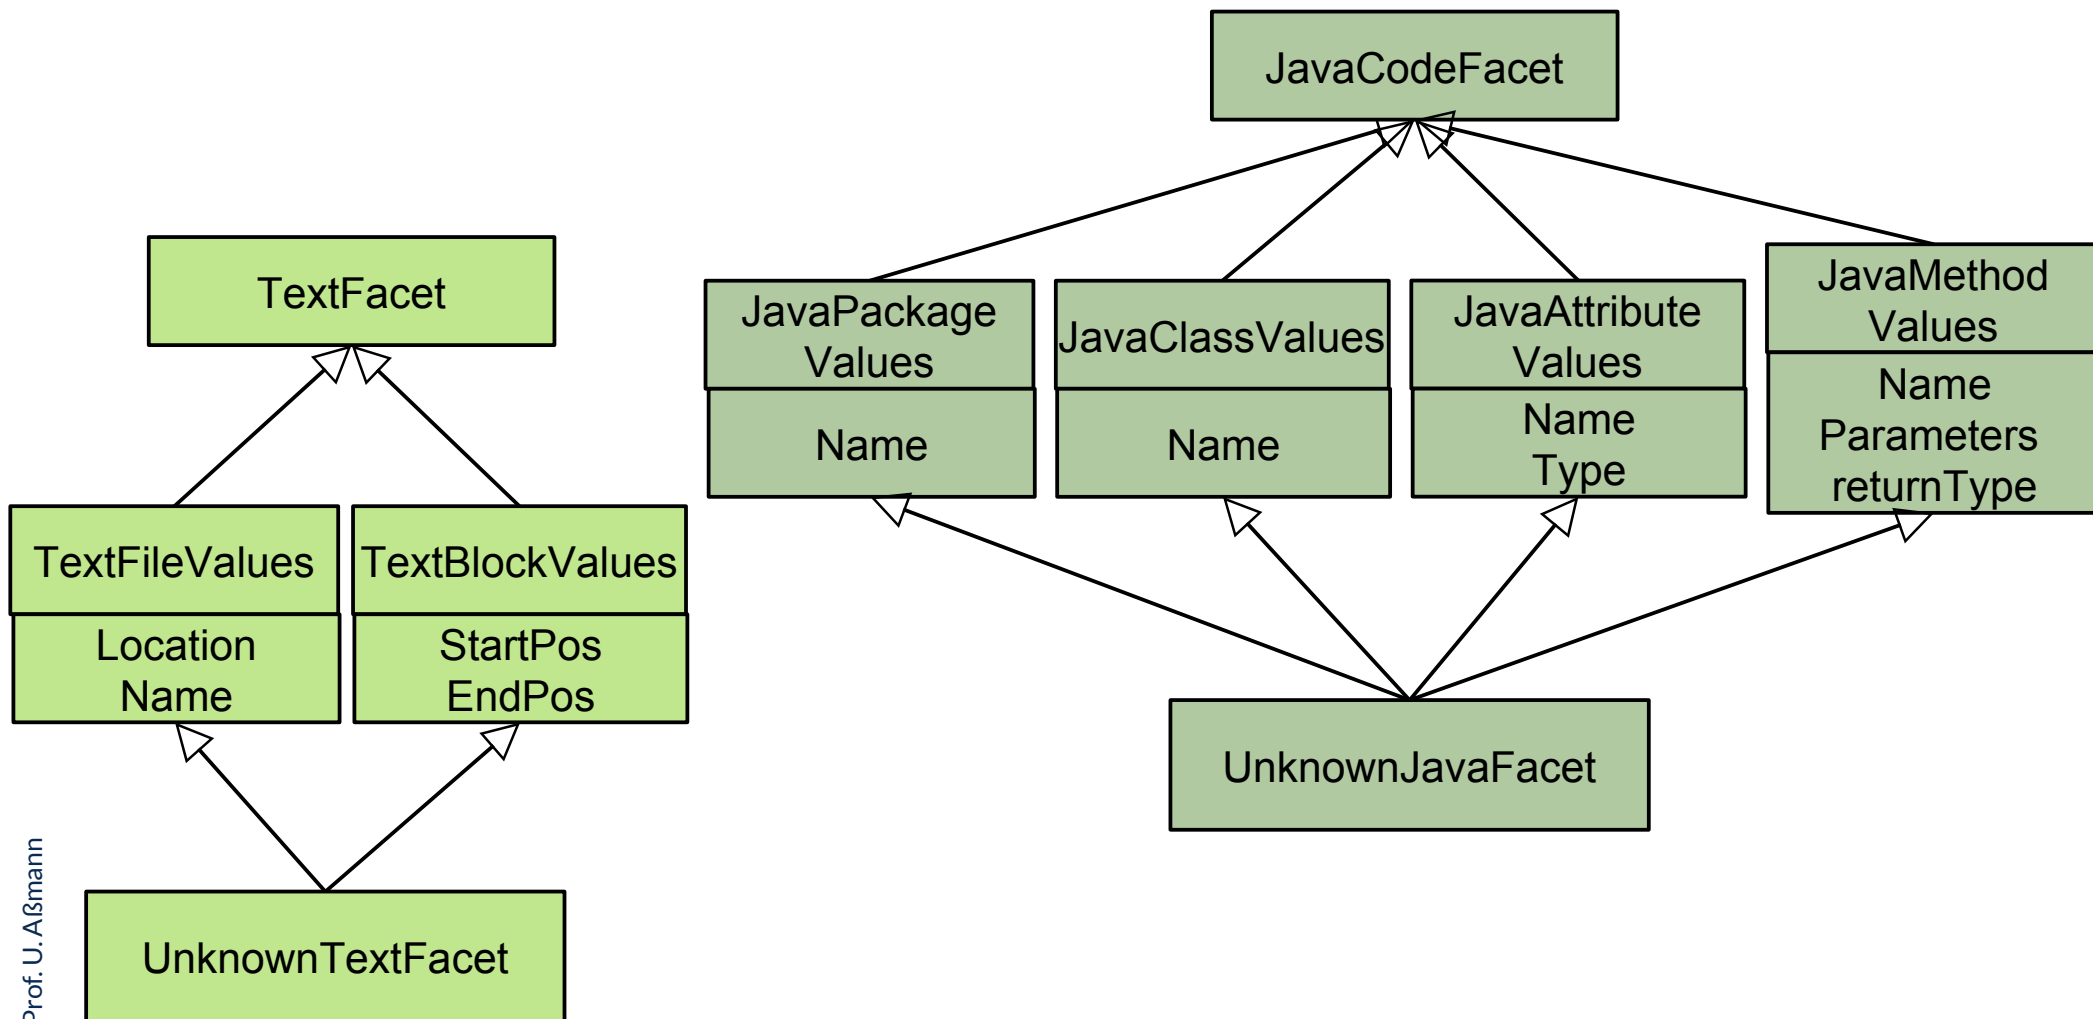 JavaCodeFacet
TextFacet
JavaPackage
Values
JavaClassValues
JavaAttribute
Values
JavaMethod
Values
Name
Name
Name
Type
Name
Parameters
returnType
TextFileValues
TextBlockValues
Location
Name
StartPos
EndPos
UnknownJavaFacet
UnknownTextFacet
Prof. U. Aßmann